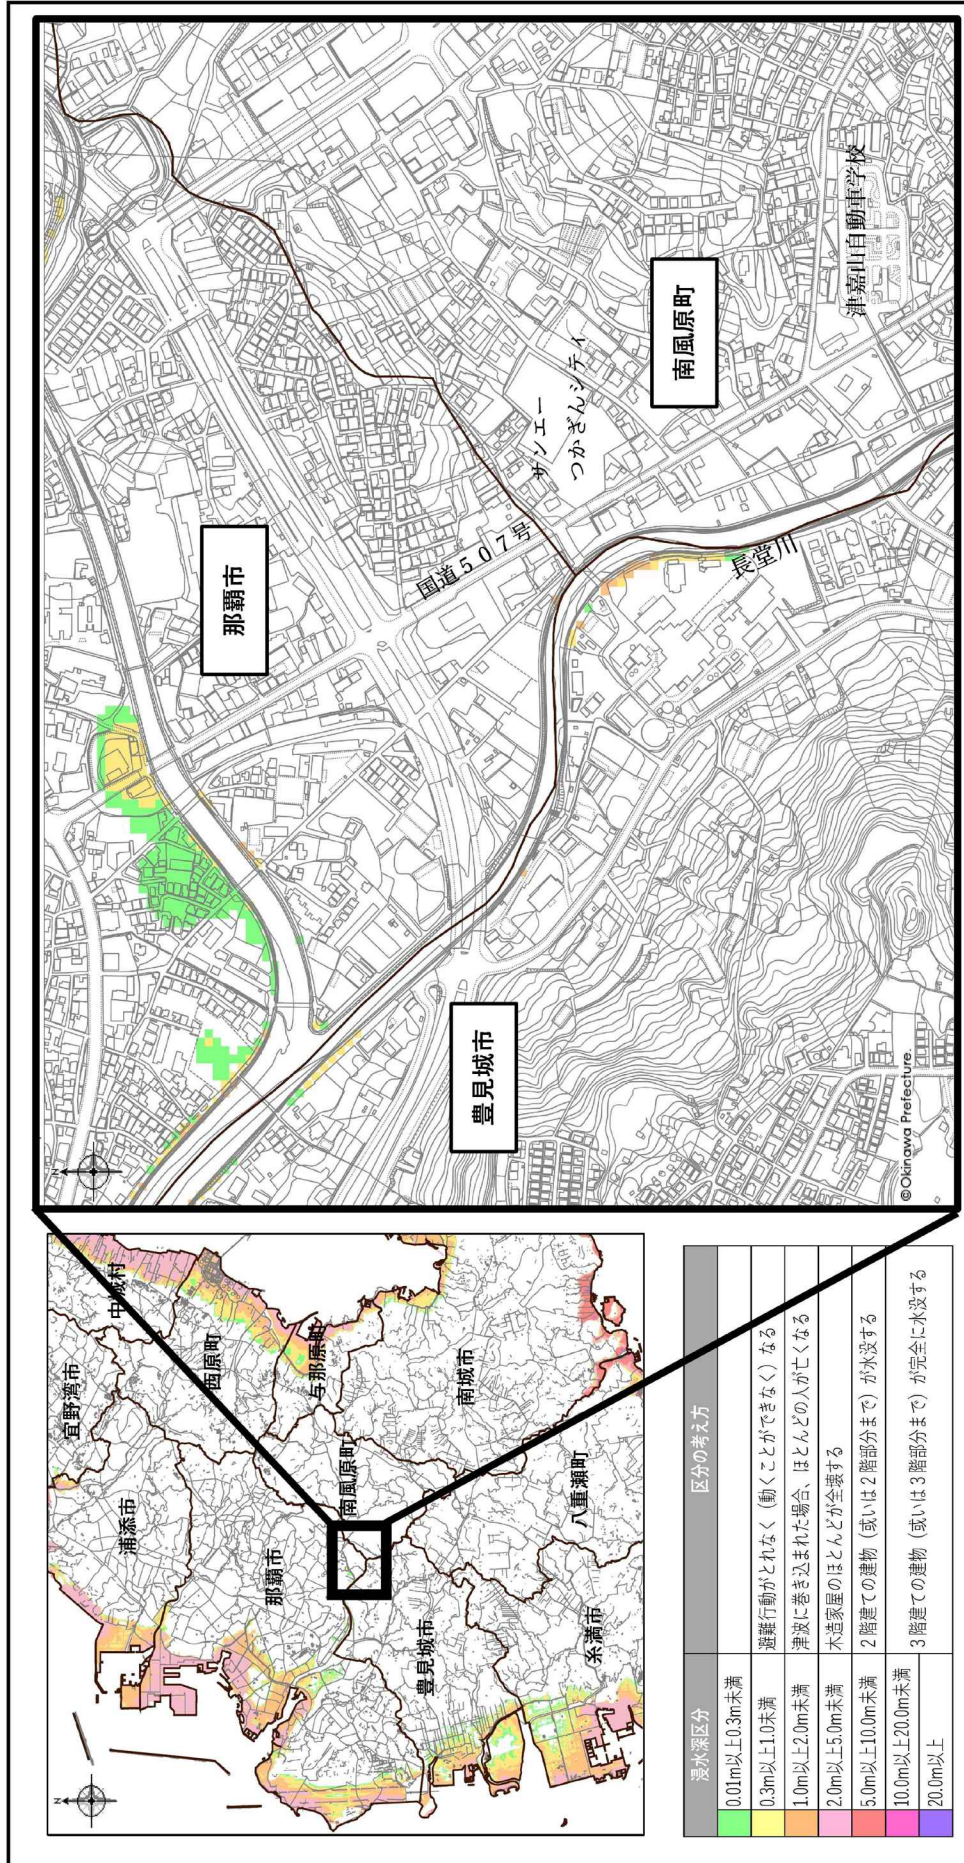 N
宜野湾市
中城村
浦添市
西原町
那覇市
与那原町
南風原町
南城市
豊見城市
八重瀬町
糸満市
浸水深区分
区分の考え方
0.01m以上0.3m未満
0.3m以上1.0未満
避難行動がとれなく（動くことができなく）なる
1.0m以上2.0m未満
津波に巻き込まれた場合、ほとんどの人が亡くなる
2.0m以上5.0m未満
木造家屋のほとんどが全壊する
5.0m以上10.0m未満
2階建ての建物（或いは2階部分まで）が水没する
10.0m以上20.0m未満
20.0m以上
3階建ての建物（或いは3階部分まで）が完全に水没する
N
那覇市
国道507号
サンエー
つかざんシティ
南風原町
津嘉山自動車学校
長堂川
豊見城市
©Okinawa Prefecture.